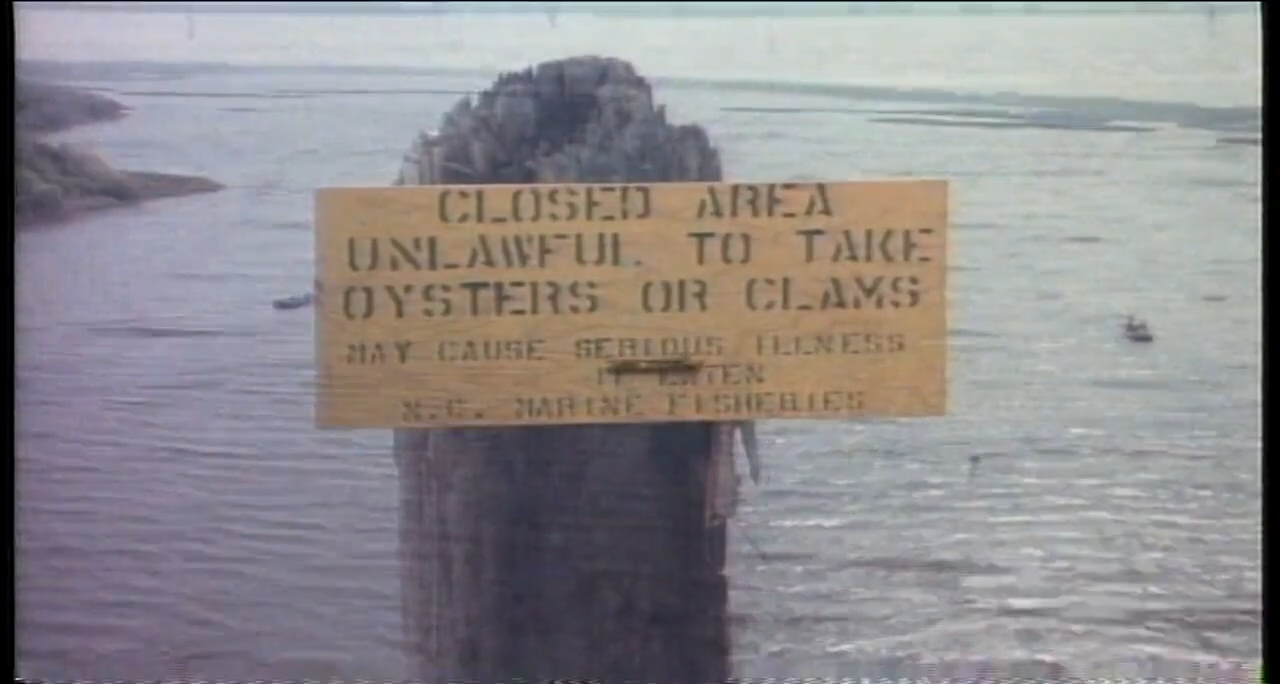 CLOSED AREA
UNLAWFUL TO TAKE
OYSTERS OR CLAMS
MAY CAUSE SERIOUS ILLNESS
IF EATEN
N.C. MARINE FISHERIES